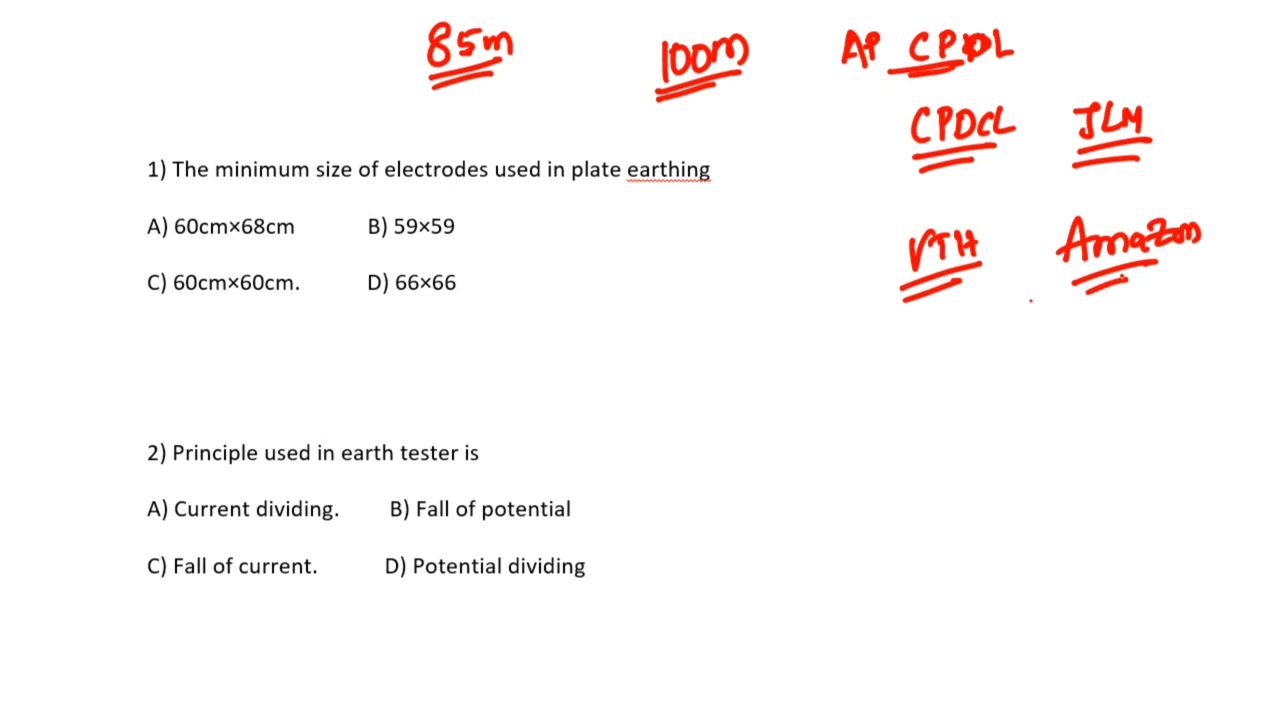 85m 100m AP CPDL
CPDCL JLM
1) The minimum size of electrodes used in plate earthing
A) 60cm×68cm B) 59×59
VTH Amazon
C) 60cm×60cm. D) 66×66
2) Principle used in earth tester is
A) Current dividing. B) Fall of potential
C) Fall of current. D) Potential dividing